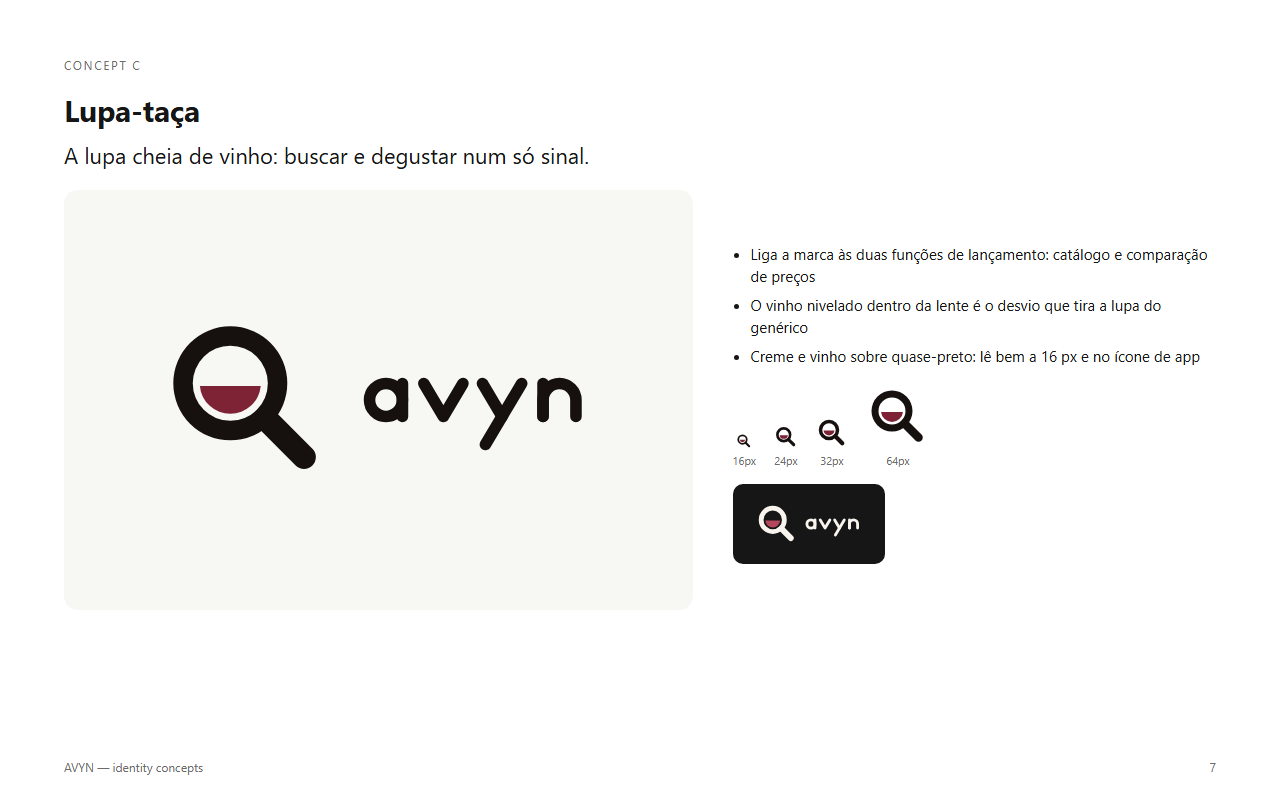 CONCEPT C
Lupa-taça
A lupa cheia de vinho: buscar e degustar num só sinal.
avyn
• Liga a marca às duas funções de lançamento: catálogo e comparação
de preços
• O vinho nivelado dentro da lente é o desvio que tira a lupa do
genérico
• Creme e vinho sobre quase-preto: lê bem a 16 px e no ícone de app
16px 24px 32px 64px
avyn
AVYN — identity concepts 7